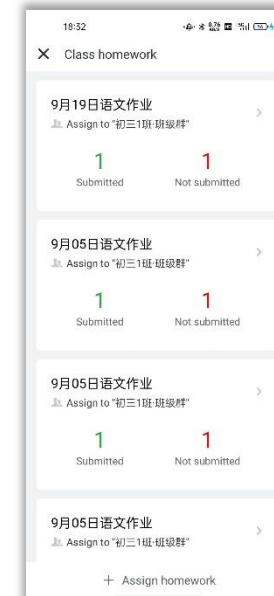 18:32
Class homework
9月19日语文作业
Assign to "初三1班-班级群"
1 1
Submitted Not submitted
9月05日语文作业
Assign to "初三1班-班级群"
1 1
Submitted Not submitted
9月05日语文作业
Assign to "初三1班-班级群"
1 1
Submitted Not submitted
9月05日语文作业
Assign to "初三1班-班级群"
+ Assign homework